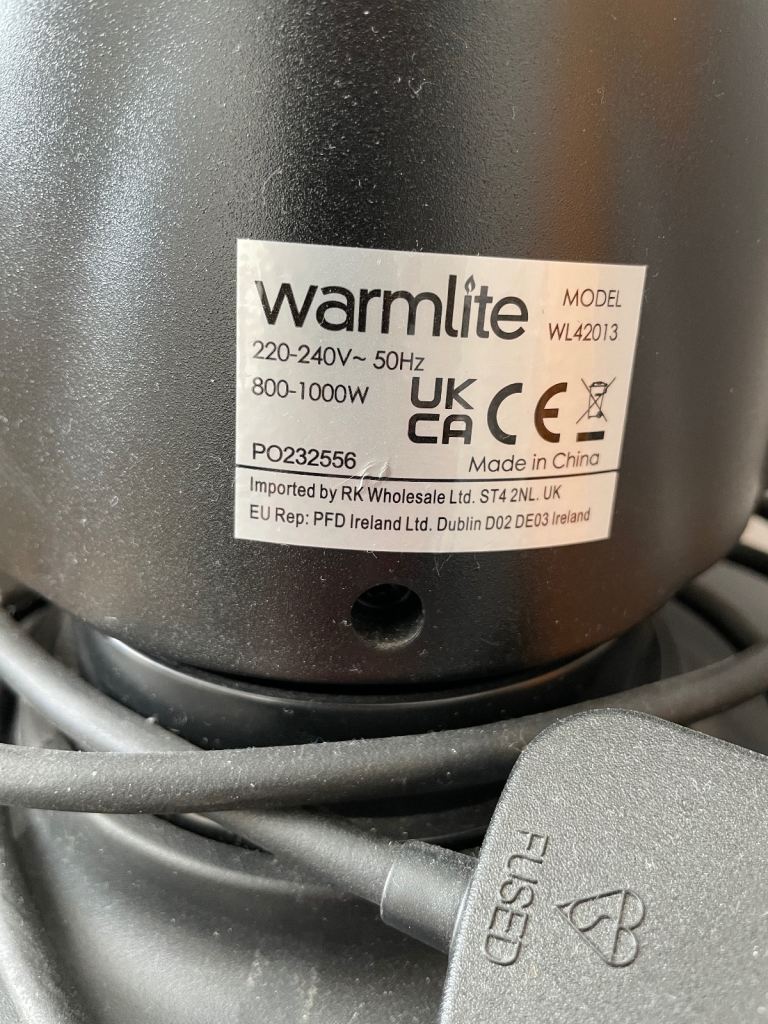 warmlite
MODEL
WL42013
220-240V~ 50Hz
800-1000W
UK
CA
CE
PO232556
Made in China
Imported by RK Wholesale Ltd. ST4 2NL. UK
EU Rep: PFD Ireland Ltd. Dublin D02 DE03 Ireland
FUSED